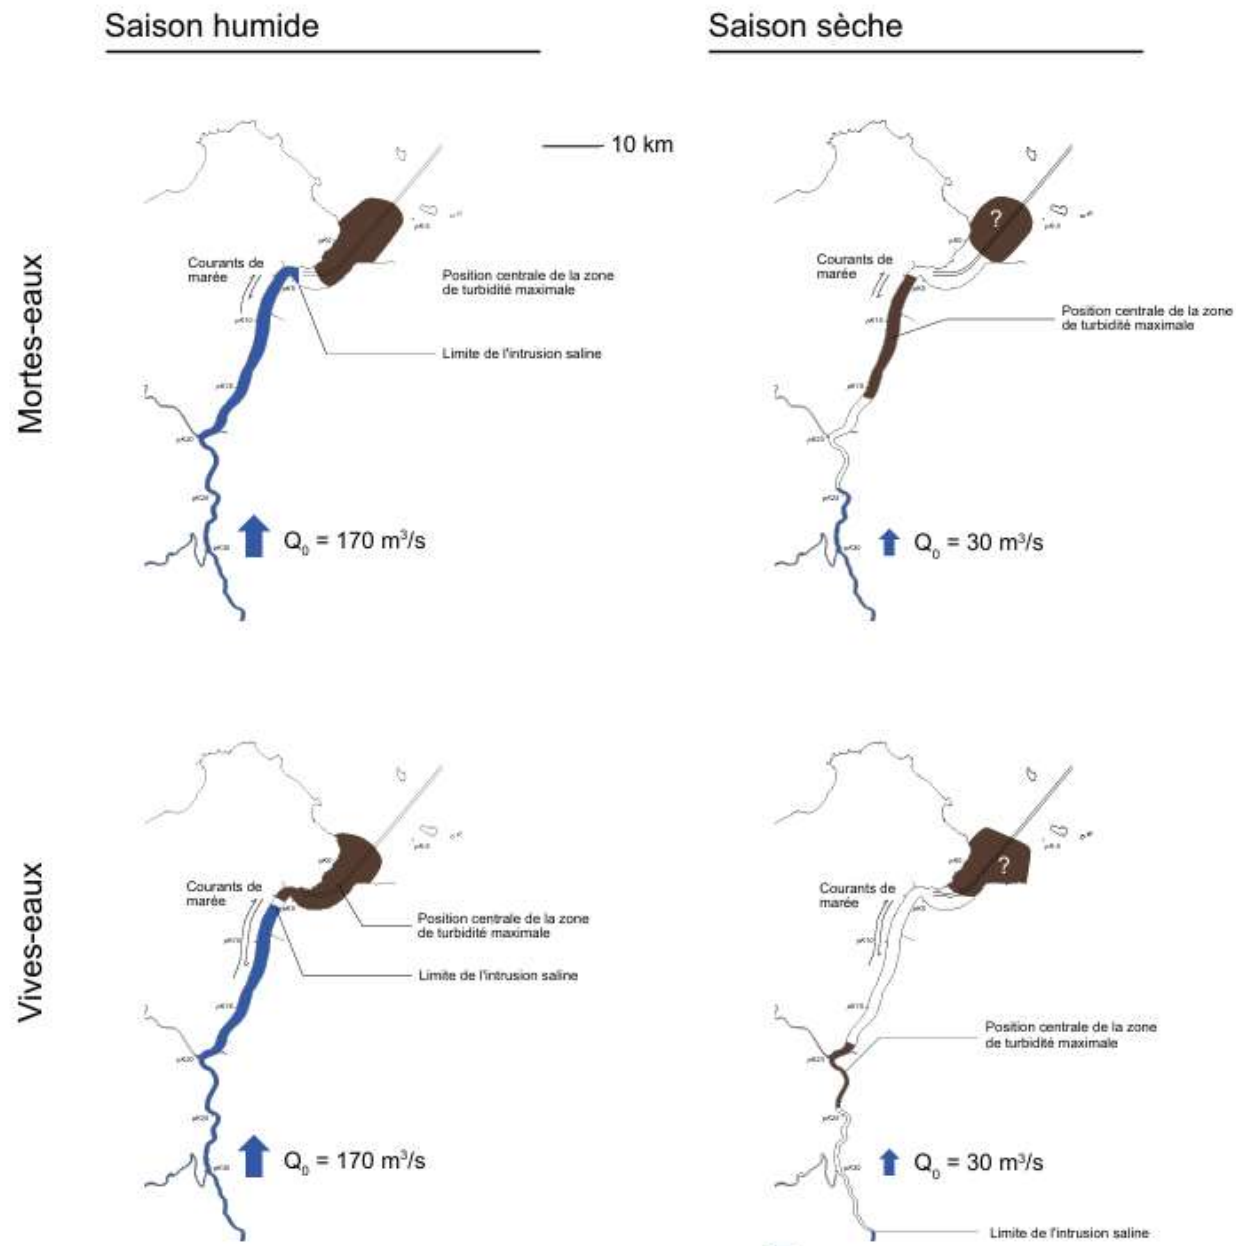 Saison humide
Saison sèche
10 km
Mortes-eaux
Courants de
marée
Position centrale de la zone
de turbidité maximale
Limite de l'intrusion saline
Q0 = 170 m3/s
?
Courants de
marée
Position centrale de la zone
de turbidité maximale
Q0 = 30 m3/s
Vives-eaux
Courants de
marée
Position centrale de la zone
de turbidité maximale
Limite de l'intrusion saline
Q0 = 170 m3/s
?
Courants de
marée
Position centrale de la zone
de turbidité maximale
Q0 = 30 m3/s
Limite de l'intrusion saline